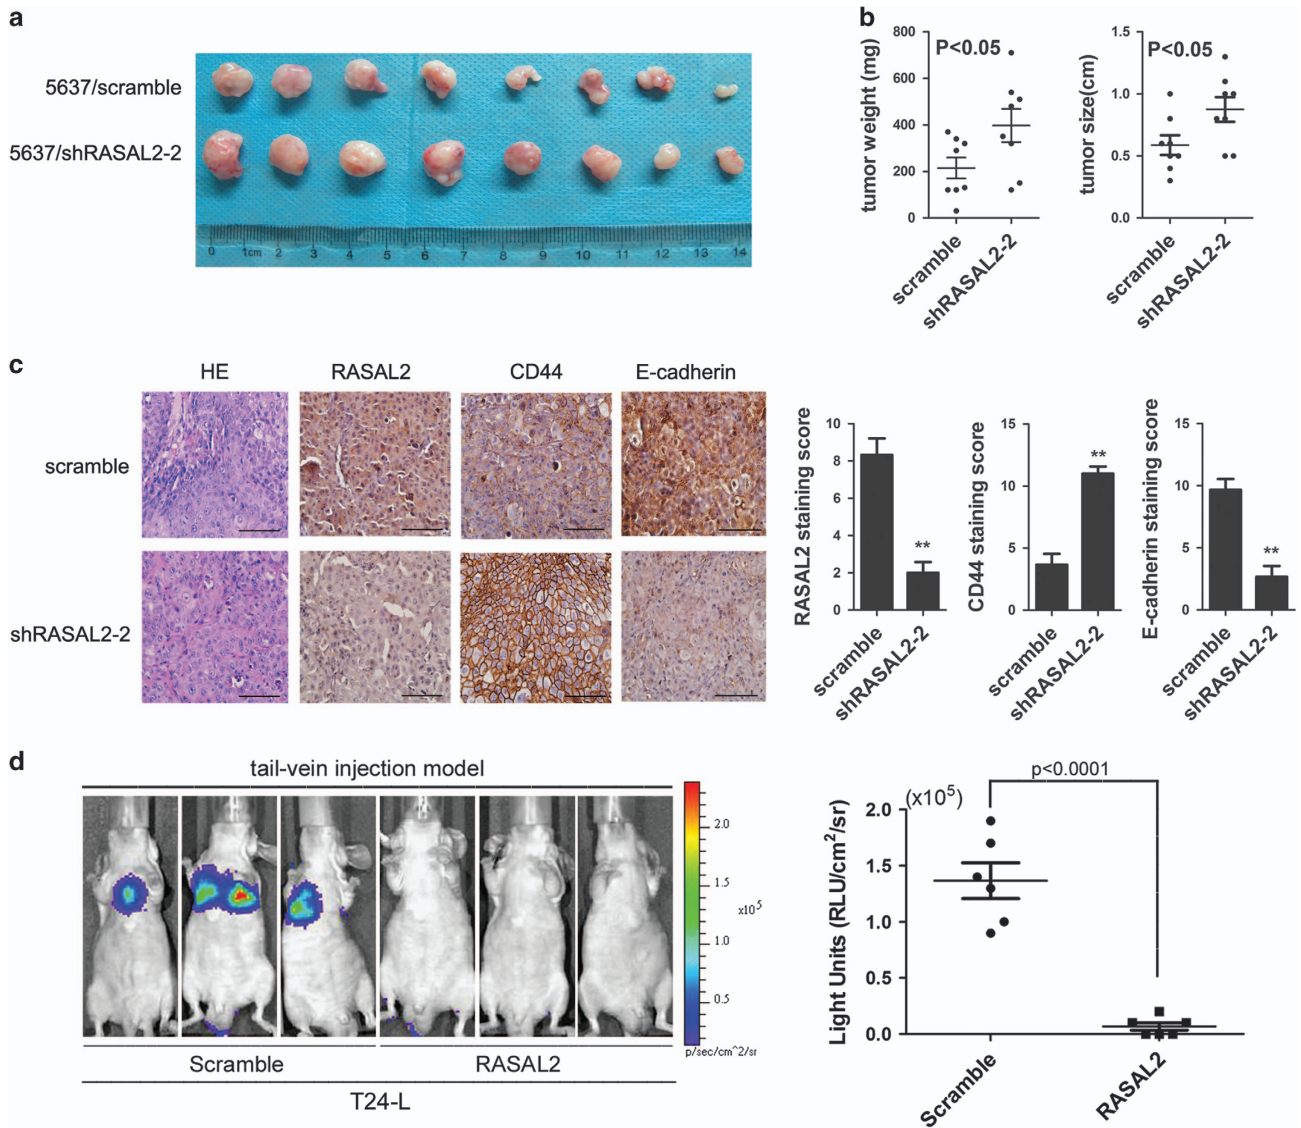 a
5637/scramble
5637/shRASAL2-2
0 1cm 2 3 4 5 6 7 8 9 10 11 12 13 14
b
tumor weight (mg)
800
600
400
200
0
P<0.05
scramble
shRASAL2-2
tumor size(cm)
1.5
1.0
0.5
0.0
P<0.05
scramble
shRASAL2-2
c
HE RASAL2 CD44 E-cadherin
scramble
shRASAL2-2
RASAL2 staining score
10
8
6
4
2
0
**
scramble
shRASAL2-2
CD44 staining score
15
10
5
0
**
scramble
shRASAL2-2
E-cadherin staining score
15
10
5
0
**
scramble
shRASAL2-2
d
tail-vein injection model
2.0
1.5
x10⁵
1.0
0.5
p/sec/cm^2/sr
Scramble RASAL2
T24-L
Light Units (RLU/cm²/sr)
(x10⁵)
2.0
1.5
1.0
0.5
0.0
p<0.0001
Scramble
RASAL2